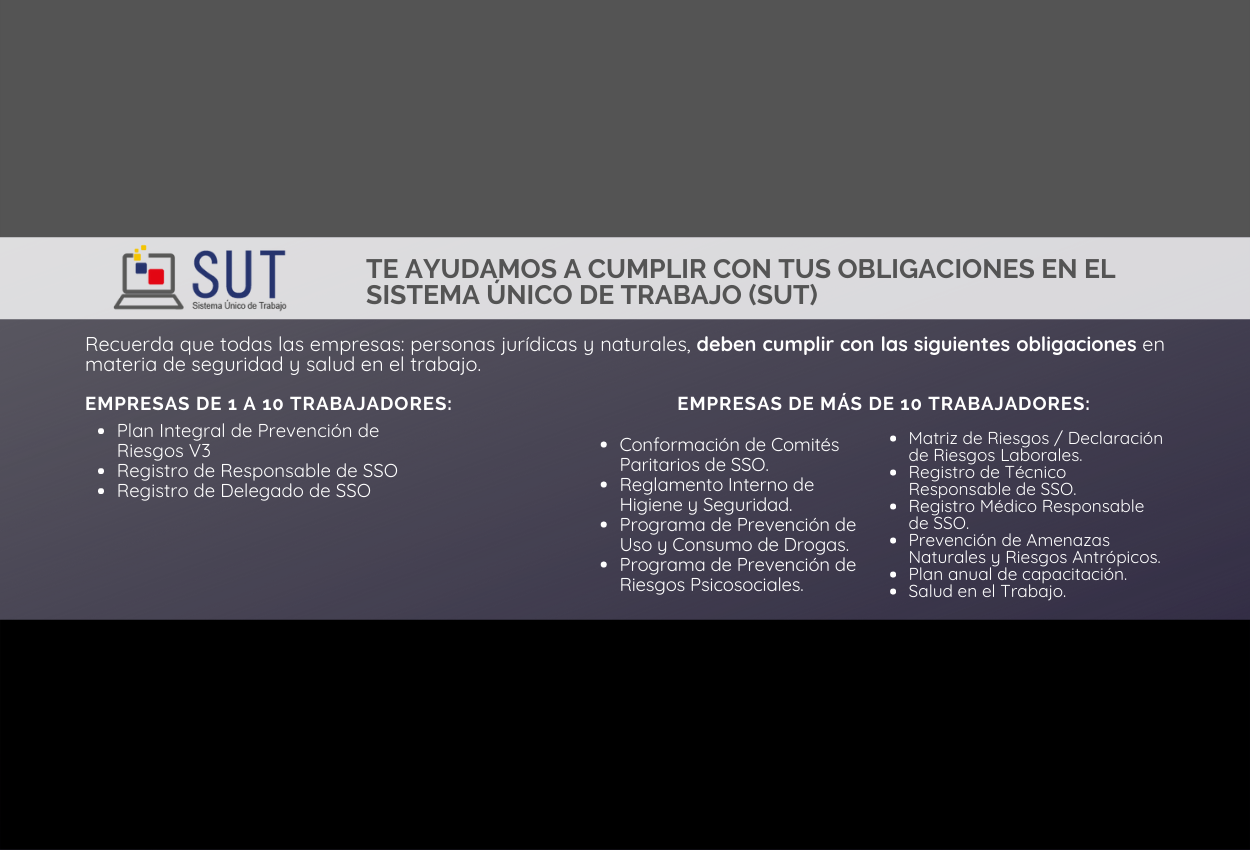 SUT
Sistema Único de Trabajo
TE AYUDAMOS A CUMPLIR CON TUS OBLIGACIONES EN EL
SISTEMA ÚNICO DE TRABAJO (SUT)
Recuerda que todas las empresas: personas jurídicas y naturales, deben cumplir con las siguientes obligaciones en
materia de seguridad y salud en el trabajo.
EMPRESAS DE 1 A 10 TRABAJADORES:
• Plan Integral de Prevención de
Riesgos V3
• Registro de Responsable de SSO
• Registro de Delegado de SSO
EMPRESAS DE MÁS DE 10 TRABAJADORES:
• Conformación de Comités
Paritarios de SSO.
• Reglamento Interno de
Higiene y Seguridad.
• Programa de Prevención de
Uso y Consumo de Drogas.
• Programa de Prevención de
Riesgos Psicosociales.
• Matriz de Riesgos / Declaración
de Riesgos Laborales.
• Registro de Técnico
Responsable de SSO.
• Registro Médico Responsable
de SSO.
• Prevención de Amenazas
Naturales y Riesgos Antrópicos.
• Plan anual de capacitación.
• Salud en el Trabajo.